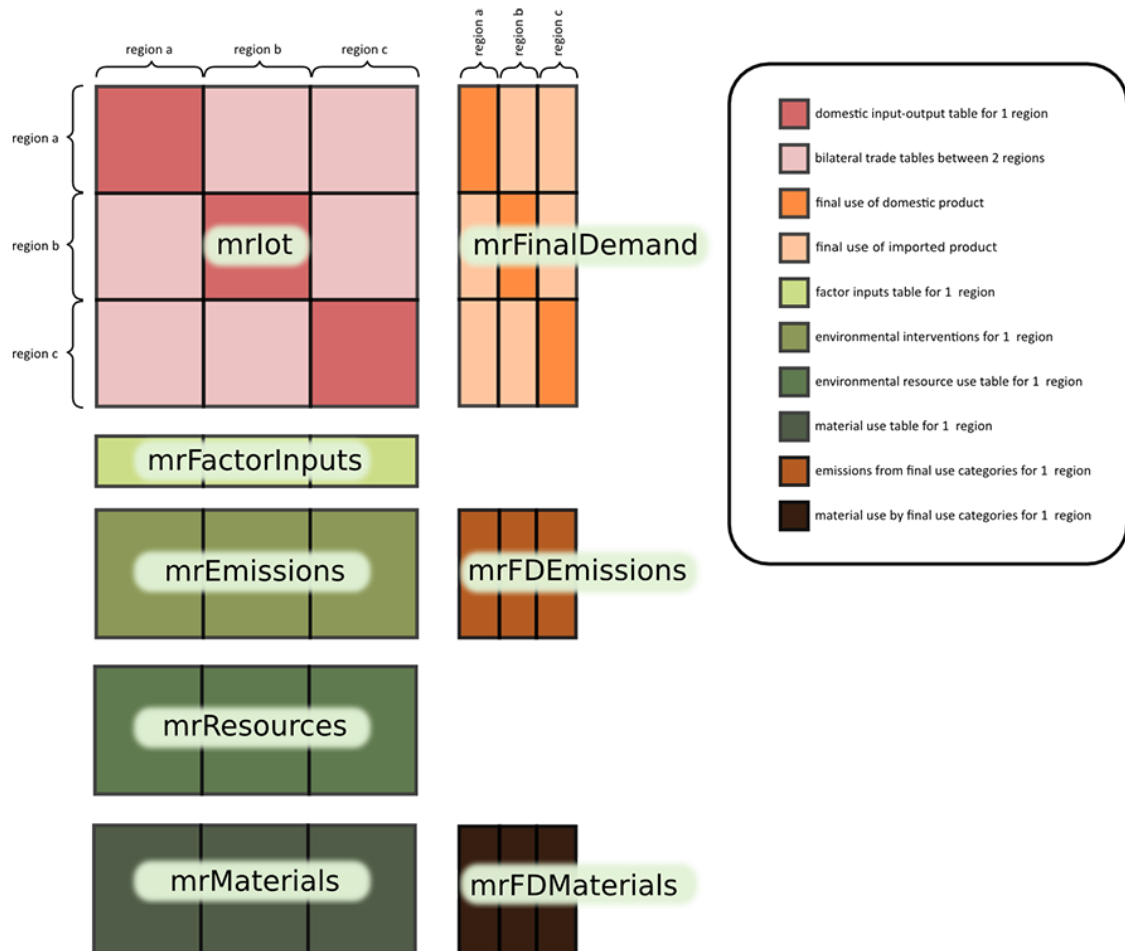 region a
region b
region c
region a
region b
region c
region a
region b
region c
mrIot
mrFinalDemand
mrFactorInputs
mrEmissions
mrFDEmissions
mrResources
mrMaterials
mrFDMaterials
domestic input-output table for 1 region
bilateral trade tables between 2 regions
final use of domestic product
final use of imported product
factor inputs table for 1 region
environmental interventions for 1 region
environmental resource use table for 1 region
material use table for 1 region
emissions from final use categories for 1 region
material use by final use categories for 1 region